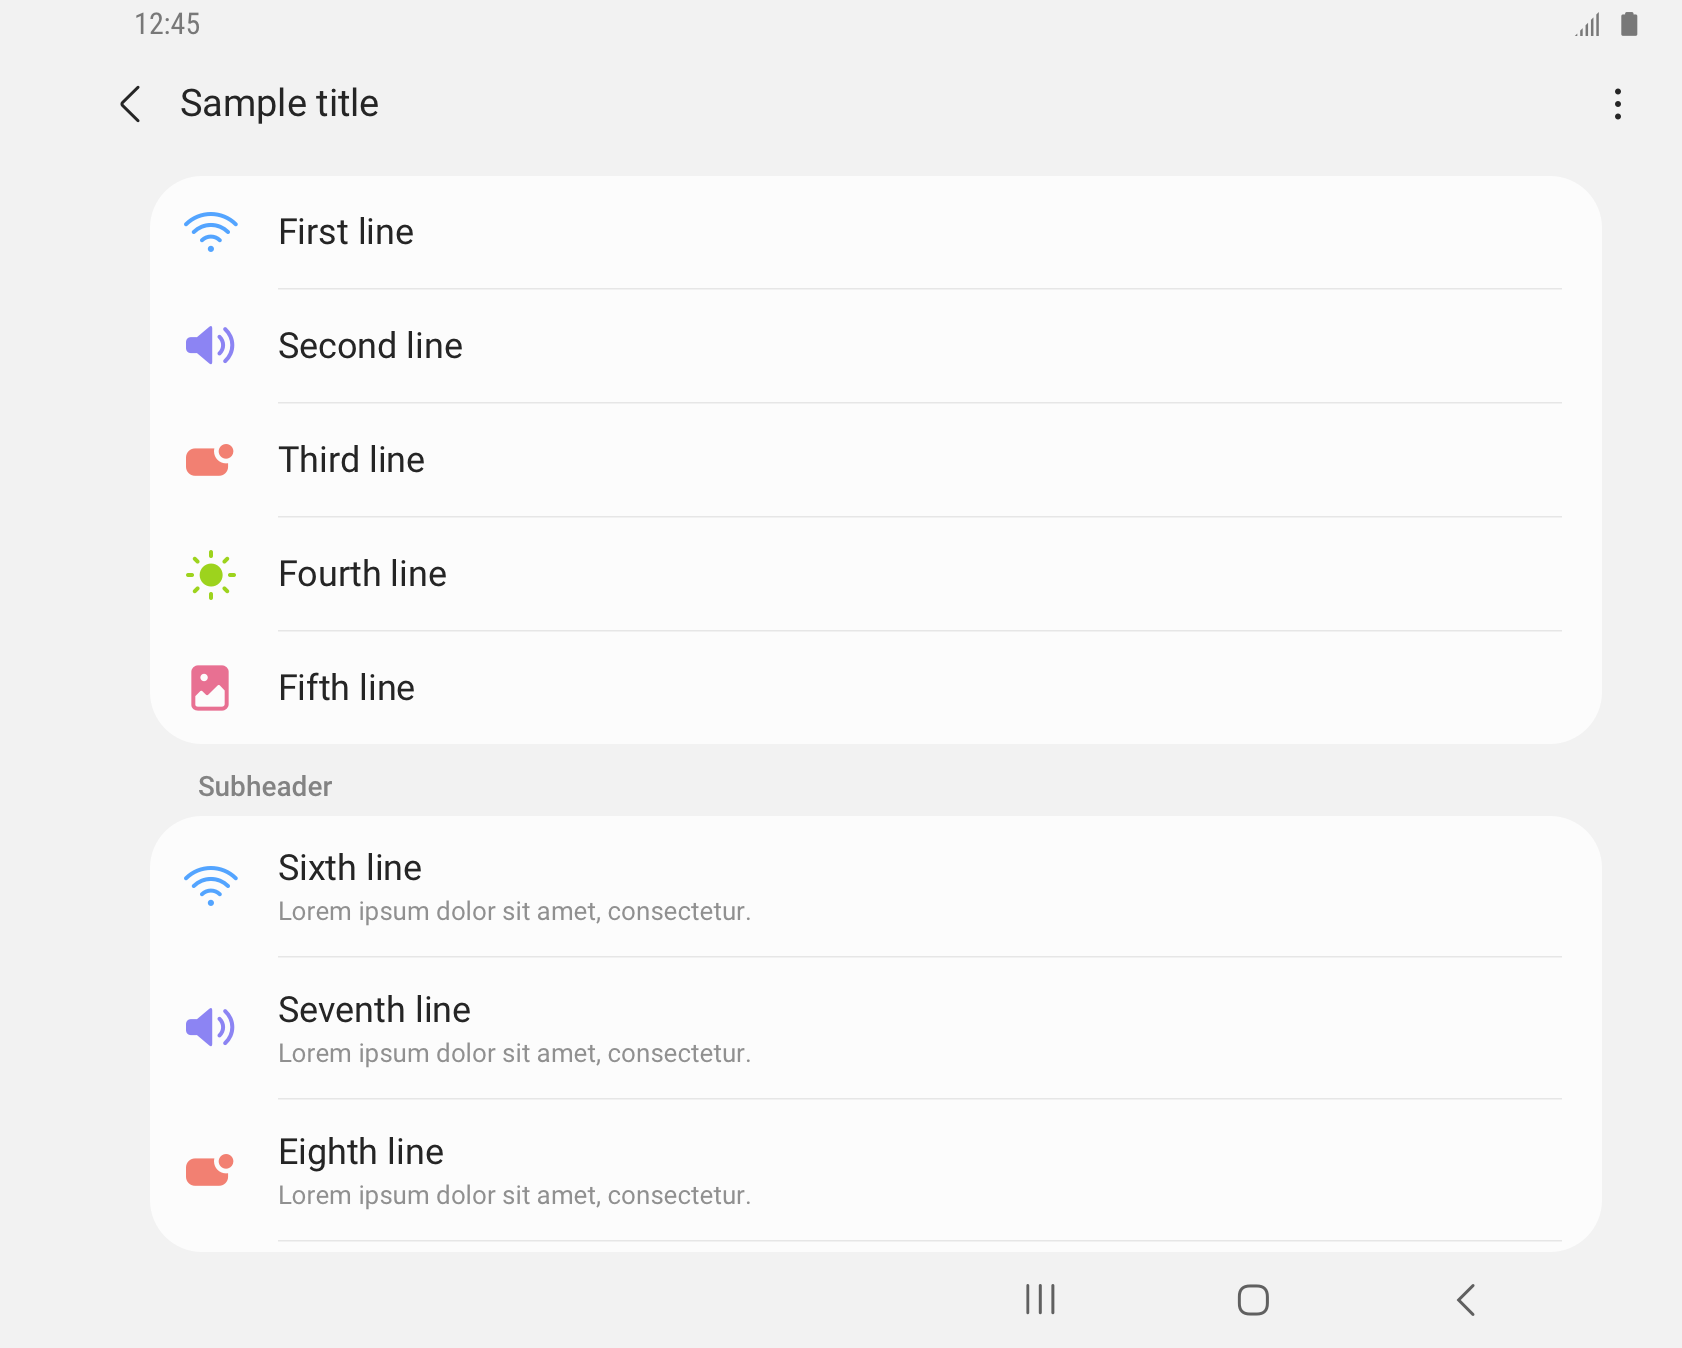 12:45
Sample title
First line
Second line
Third line
Fourth line
Fifth line
Subheader
Sixth line
Lorem ipsum dolor sit amet, consectetur.
Seventh line
Lorem ipsum dolor sit amet, consectetur.
Eighth line
Lorem ipsum dolor sit amet, consectetur.